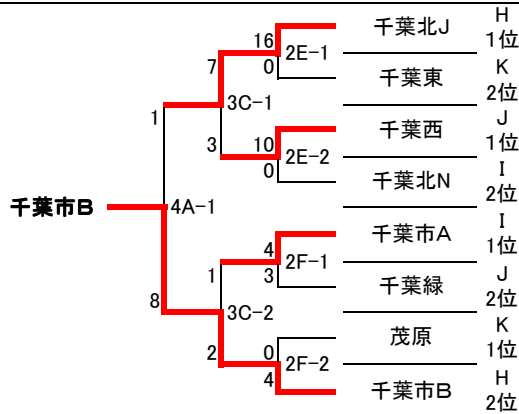 千葉北J H 1位
16
2E-1
0
千葉東 K 2位
7
3C-1
1
千葉西 J 1位
3
10
2E-2
0
千葉北N I 2位
千葉市B
4A-1
千葉市A I 1位
4
2F-1
3
1
千葉緑 J 2位
8
3C-2
茂原 K 1位
2
0
2F-2
4
千葉市B H 2位